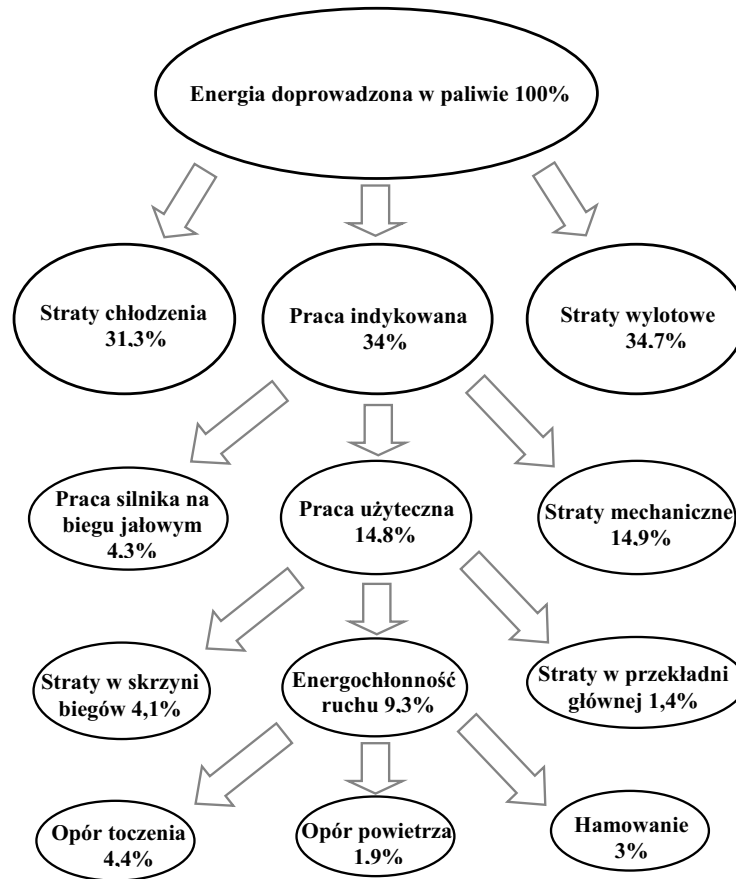 Energia doprowadzona w paliwie 100%
Straty chłodzenia
31,3%
Praca indykowana
34%
Straty wylotowe
34,7%
Praca silnika na
biegu jałowym
4,3%
Praca użyteczna
14,8%
Straty mechaniczne
14,9%
Straty w skrzyni
biegów 4,1%
Energochłonność
ruchu 9,3%
Straty w przekładni
głównej 1,4%
Opór toczenia
4,4%
Opór powietrza
1,9%
Hamowanie
3%